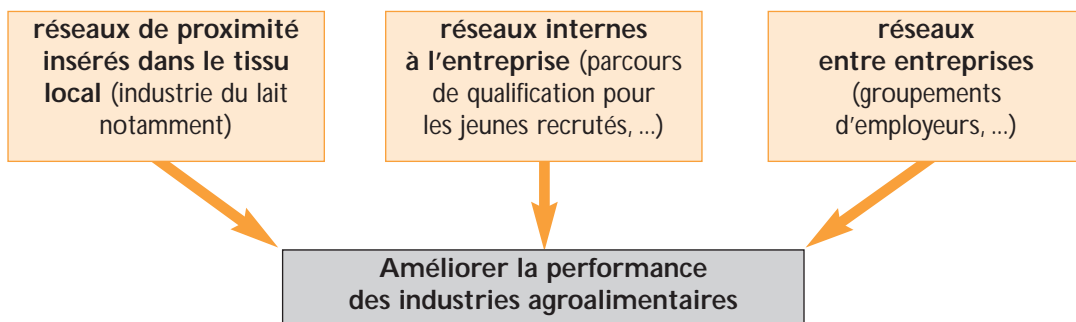 réseaux de proximité
insérés dans le tissu
local (industrie du lait
notamment)
réseaux internes
à l'entreprise (parcours
de qualification pour
les jeunes recrutés, ...)
réseaux
entre entreprises
(groupements
d'employeurs, ...)
Améliorer la performance
des industries agroalimentaires